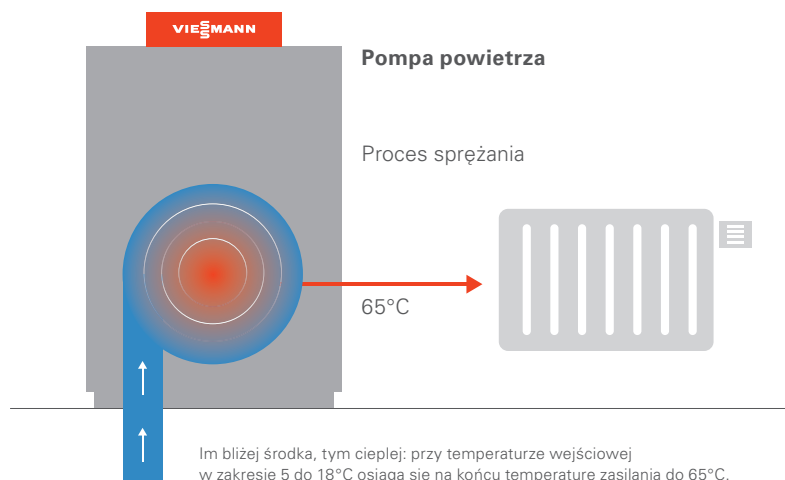 VIESSMANN
Pompa powietrza
Proces sprężania
65°C
Im bliżej środka, tym cieplej: przy temperaturze wejściowej
w zakresie 5 do 18°C osiąga się na końcu temperaturę zasilania do 65°C.